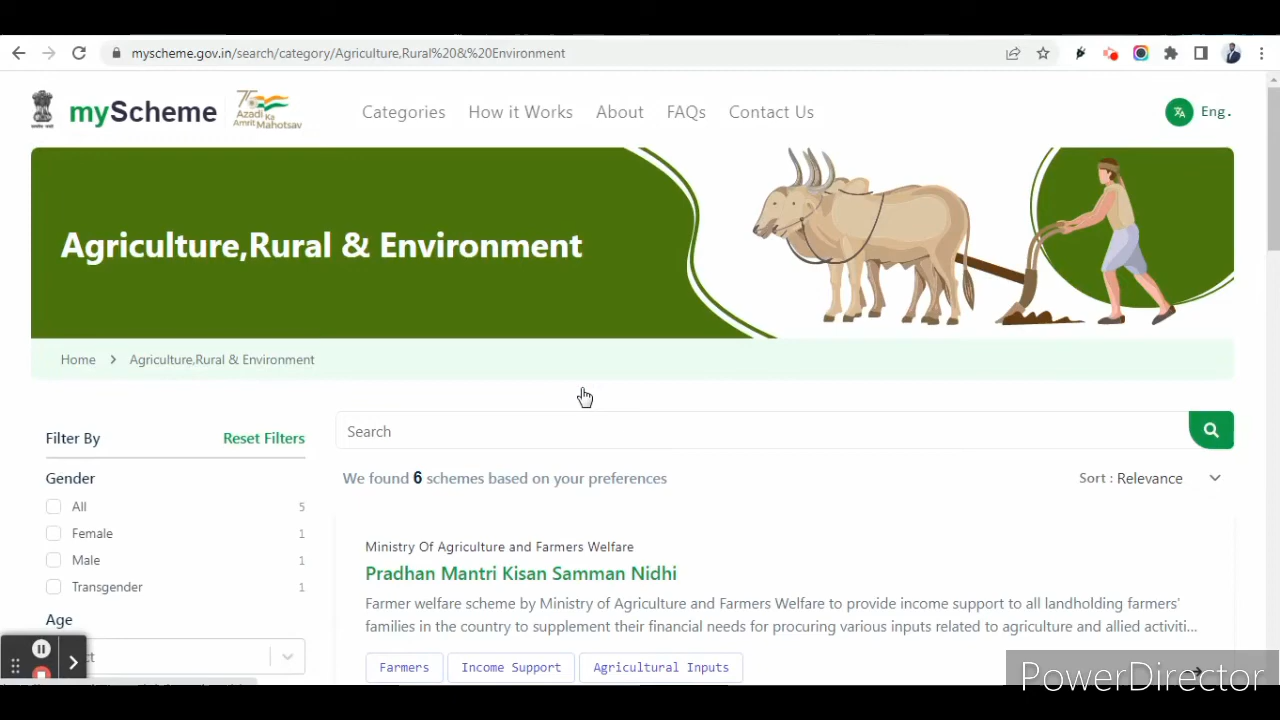 myscheme.gov.in/search/category/Agriculture,Rural%20&%20Environment
myScheme
Azadi Ka
Amrit Mahotsav
Categories How it Works About FAQs Contact Us
Eng.
Agriculture,Rural & Environment
Home > Agriculture,Rural & Environment
Filter By Reset Filters
Search
Gender
We found 6 schemes based on your preferences
Sort : Relevance
All 5
Female 1
Male 1
Transgender 1
Age
Ministry Of Agriculture and Farmers Welfare
Pradhan Mantri Kisan Samman Nidhi
Farmer welfare scheme by Ministry of Agriculture and Farmers Welfare to provide income support to all landholding farmers'
families in the country to supplement their financial needs for procuring various inputs related to agriculture and allied activiti...
Farmers Income Support Agricultural Inputs
PowerDirector